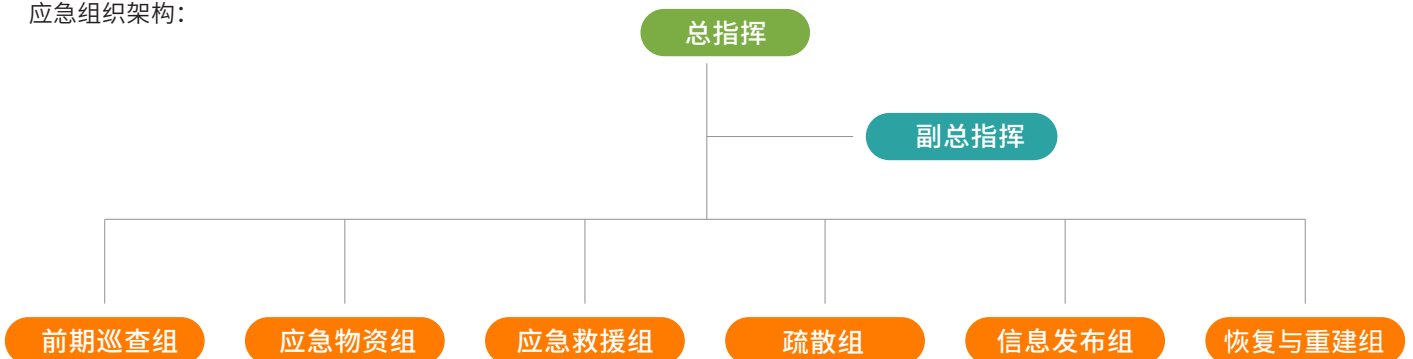 应急组织架构：
总指挥
副总指挥
前期巡查组
应急物资组
应急救援组
疏散组
信息发布组
恢复与重建组